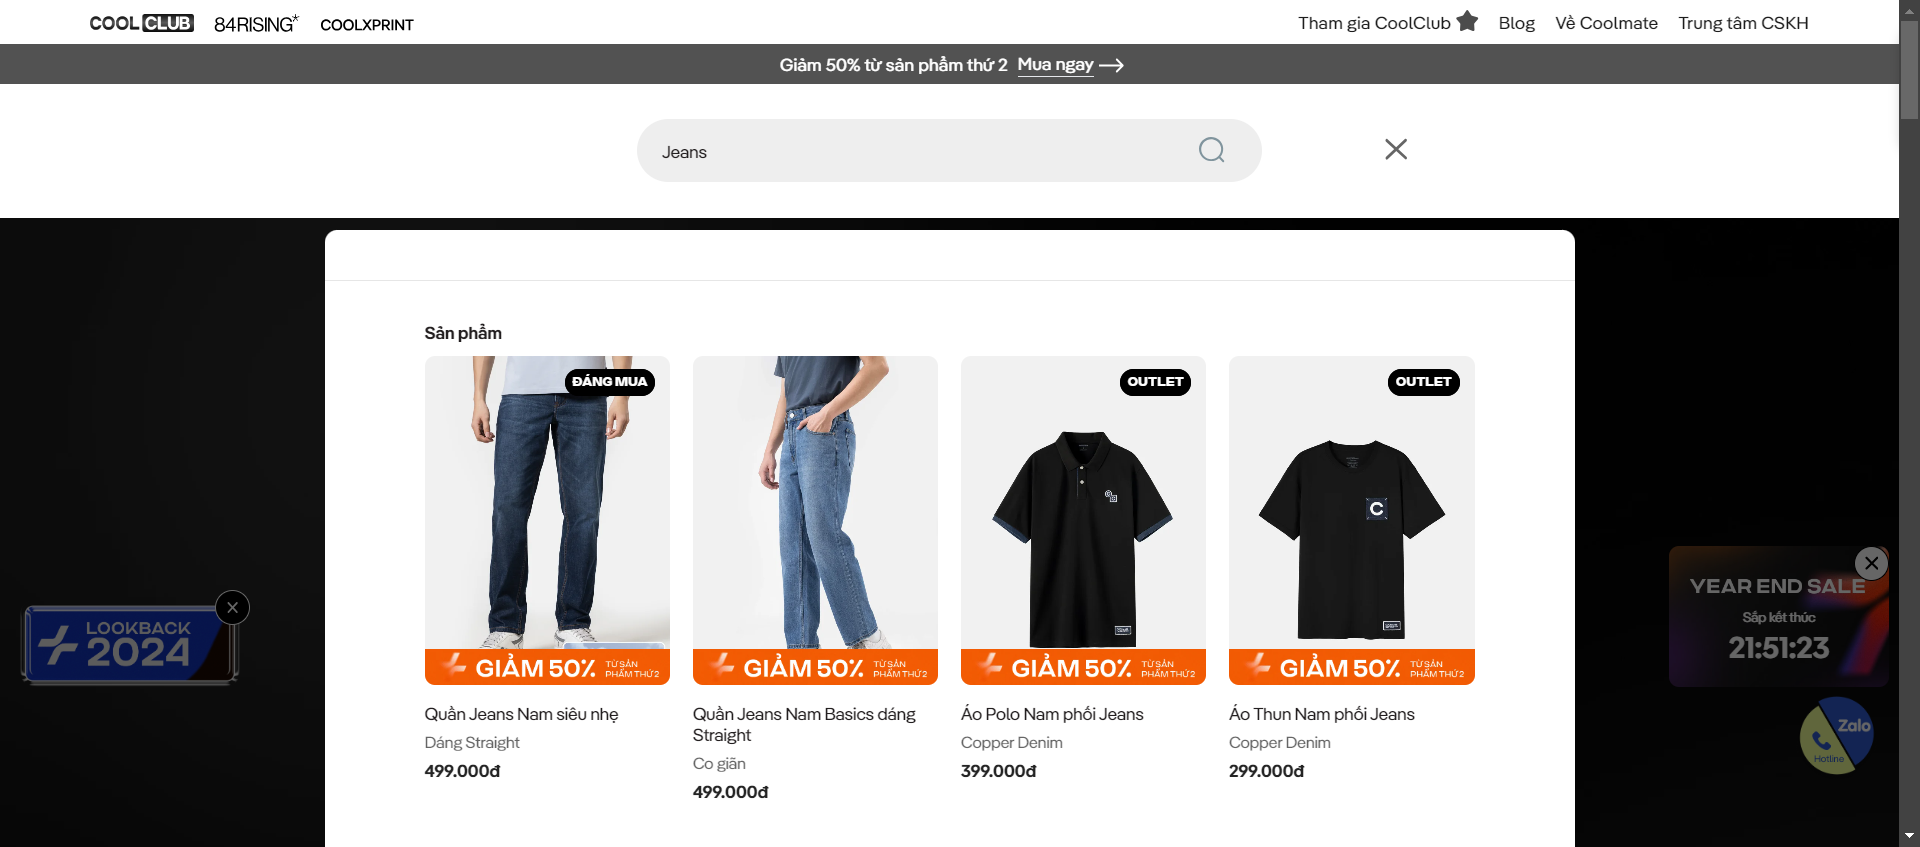 COOL CLUB 84RISING* COOLXPRINT Tham gia CoolClub Blog Về Coolmate Trung tâm CSKH
Giảm 50% từ sản phẩm thứ 2 Mua ngay
Jeans
Sản phẩm
ĐÁNG MUA
OUTLET
OUTLET
C
GIẢM 50% TỪ SẢN PHẨM THỨ 2
GIẢM 50% TỪ SẢN PHẨM THỨ 2
GIẢM 50% TỪ SẢN PHẨM THỨ 2
GIẢM 50% TỪ SẢN PHẨM THỨ 2
Quần Jeans Nam siêu nhẹ
Dáng Straight
499.000đ
Quần Jeans Nam Basics dáng
Straight
Co giãn
499.000đ
Áo Polo Nam phối Jeans
Copper Denim
399.000đ
Áo Thun Nam phối Jeans
Copper Denim
299.000đ
LOOKBACK
2024
YEAR END SALE
Sắp kết thúc
21:51:23
Zalo
Hotline